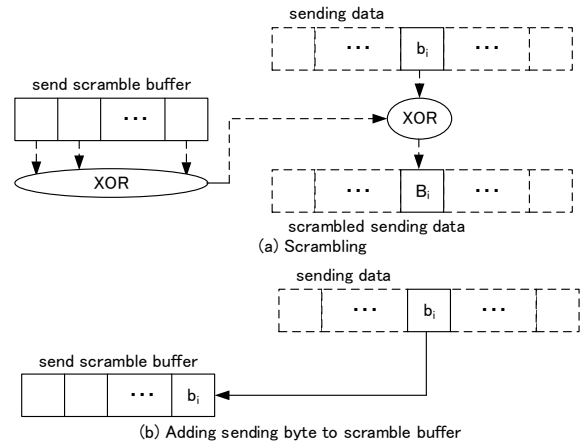 sending data
... b_i ...
send scramble buffer
...
XOR
XOR
... B_i ...
scrambled sending data
(a) Scrambling
sending data
... b_i ...
send scramble buffer
... b_i
(b) Adding sending byte to scramble buffer